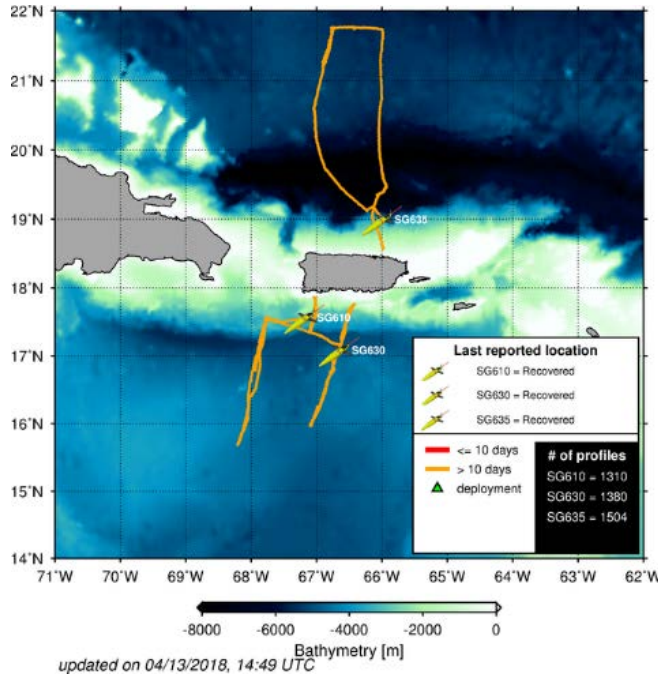 22°N
21°N
20°N
19°N
18°N
17°N
16°N
15°N
14°N
SG635
SG610
SG630
Last reported location
SG610 = Recovered
SG630 = Recovered
SG635 = Recovered
<= 10 days
> 10 days
deployment
# of profiles
SG610 = 1310
SG630 = 1380
SG635 = 1504
71°W 70°W 69°W 68°W 67°W 66°W 65°W 64°W 63°W 62°W
-8000 -6000 -4000 -2000 0
Bathymetry [m]
updated on 04/13/2018, 14:49 UTC